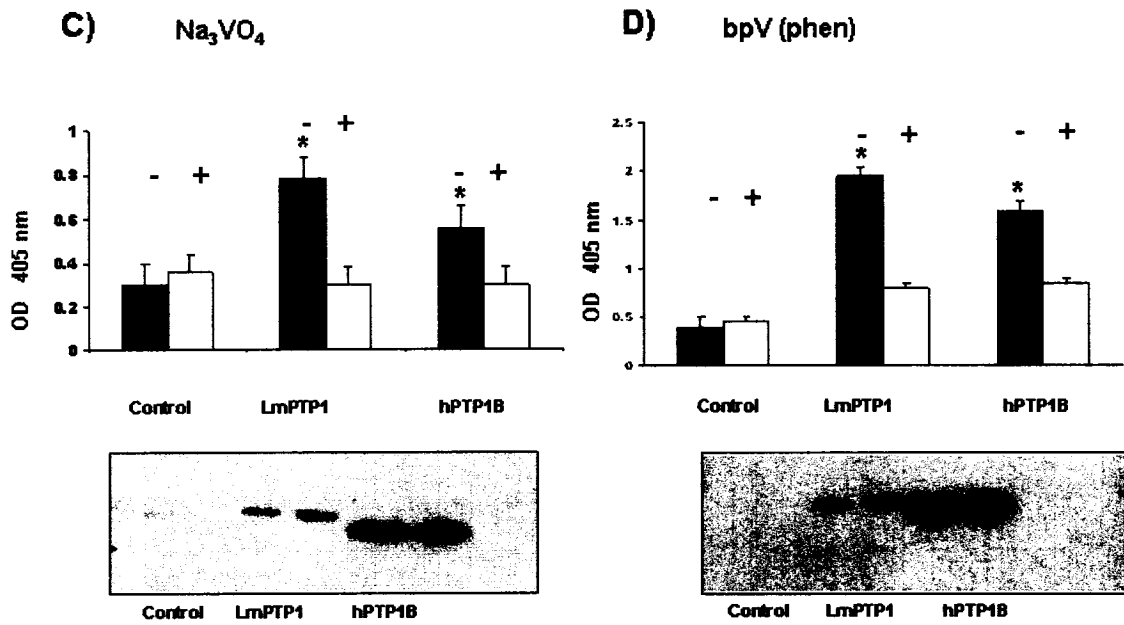 C) Na₃VO₄
D) bpV (phen)
- +
* *
- +
- +
- +
* *
- +
- +
OD 405 nm
1
0.8
0.6
0.4
0.2
0
Control LmPTP1 hPTP1B
OD 405 nm
2.5
2
1.5
1
0.5
0
Control LmPTP1 hPTP1B
Control LmPTP1 hPTP1B
Control LmPTP1 hPTP1B